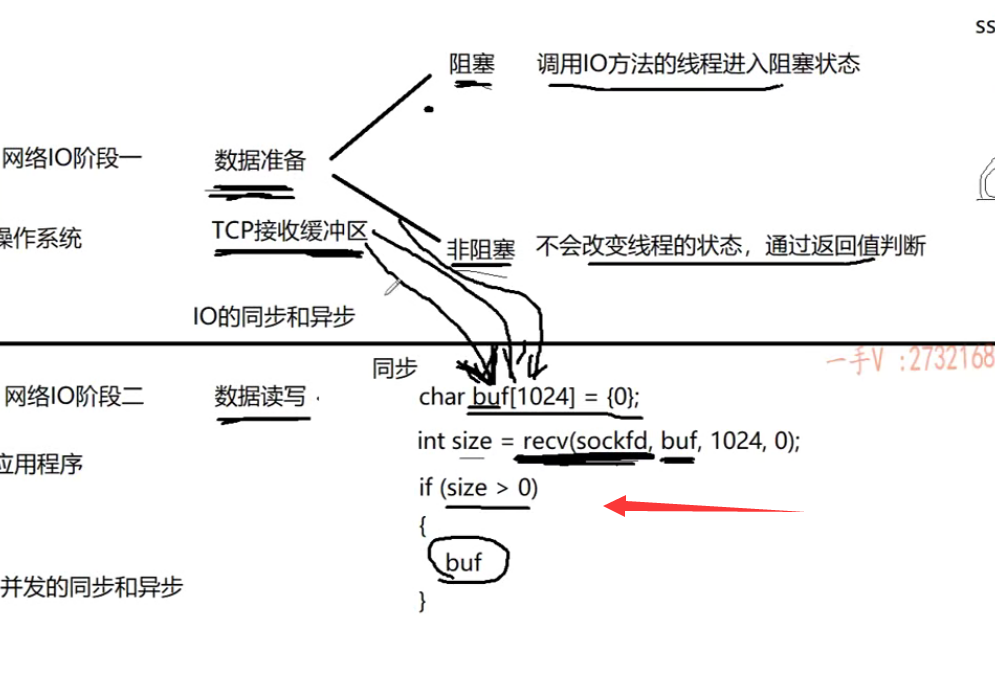 ss
阻塞 调用IO方法的线程进入阻塞状态
网络IO阶段一 数据准备
操作系统 TCP接收缓冲区
非阻塞 不会改变线程的状态，通过返回值判断
IO的同步和异步
同步
一手V :2732168
网络IO阶段二 数据读写
char buf[1024] = {0};
int size = recv(sockfd, buf, 1024, 0);
应用程序
if (size > 0)
{
buf
并发的同步和异步
}